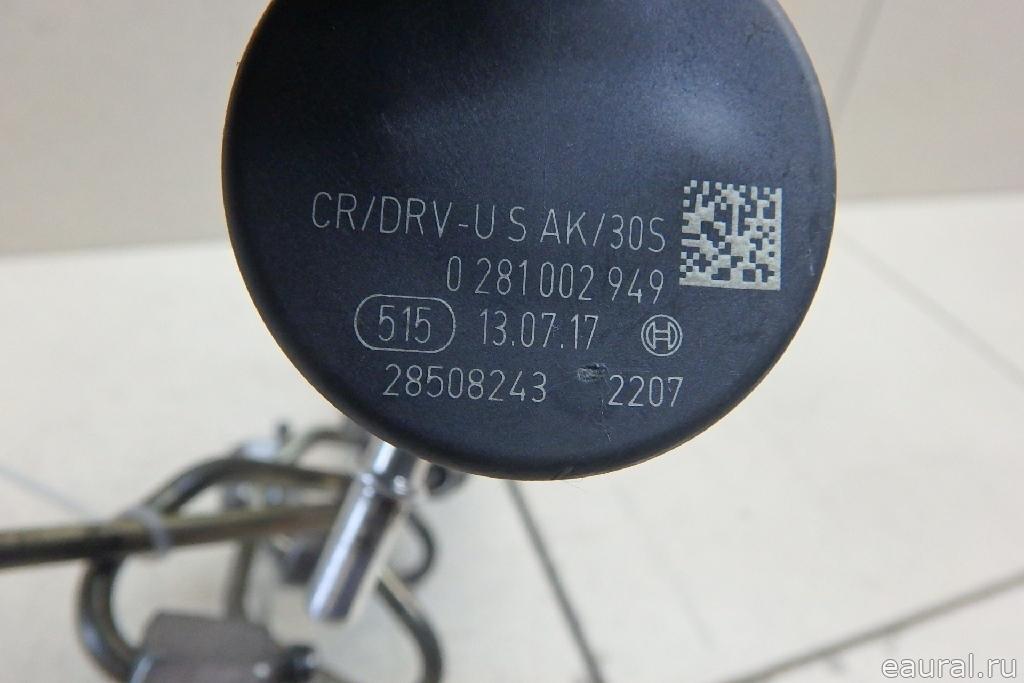 CR/DRV-U S AK/30S
0 281 002 949
515 13.07.17
28508243 2207
eaural.ru